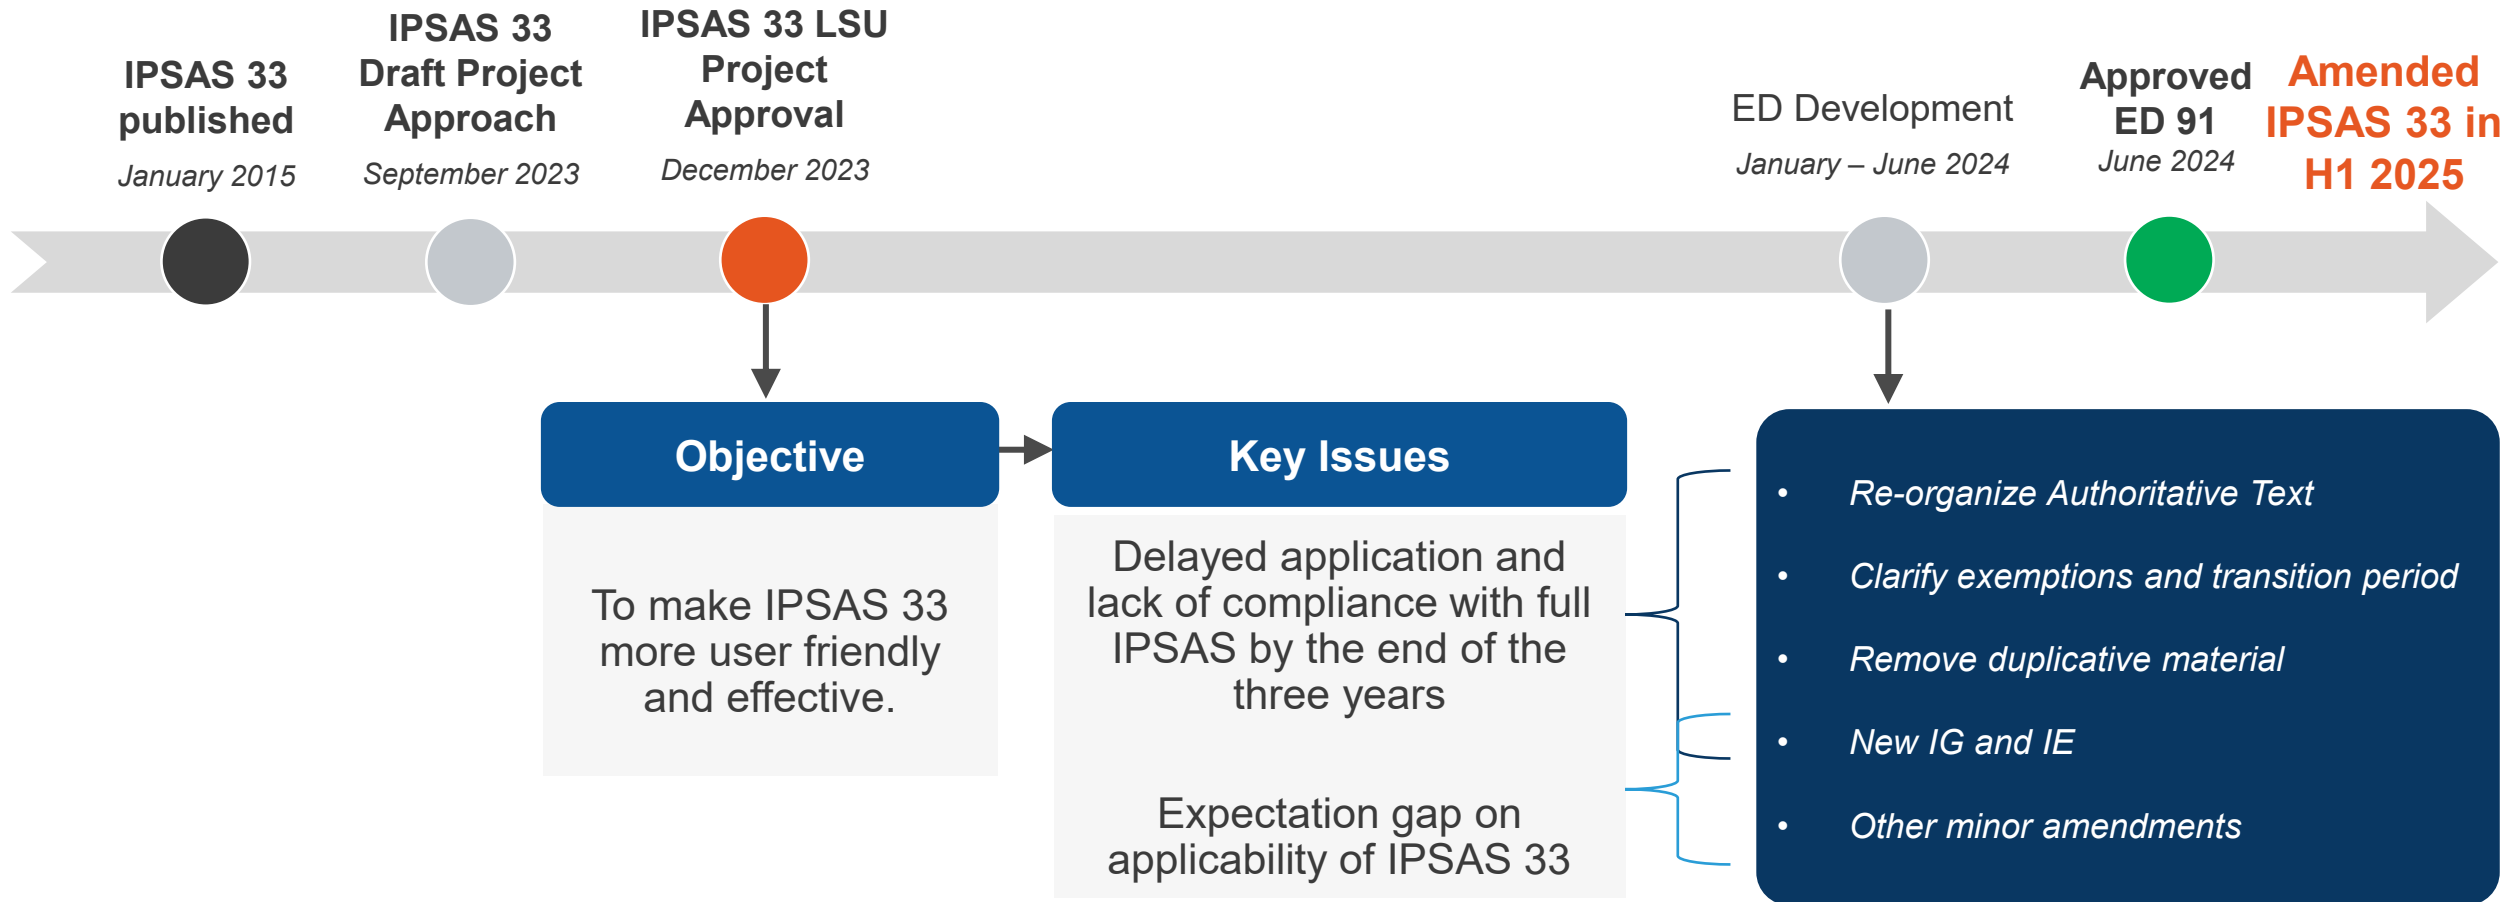 IPSAS 33
published
January 2015
IPSAS 33
Draft Project
Approach
September 2023
IPSAS 33 LSU
Project
Approval
December 2023
ED Development
January – June 2024
Approved
ED 91
June 2024
Amended
IPSAS 33 in
H1 2025
Objective
To make IPSAS 33
more user friendly
and effective.
Key Issues
Delayed application and
lack of compliance with full
IPSAS by the end of the
three years
Expectation gap on
applicability of IPSAS 33
• Re-organize Authoritative Text
• Clarify exemptions and transition period
• Remove duplicative material
• New IG and IE
• Other minor amendments